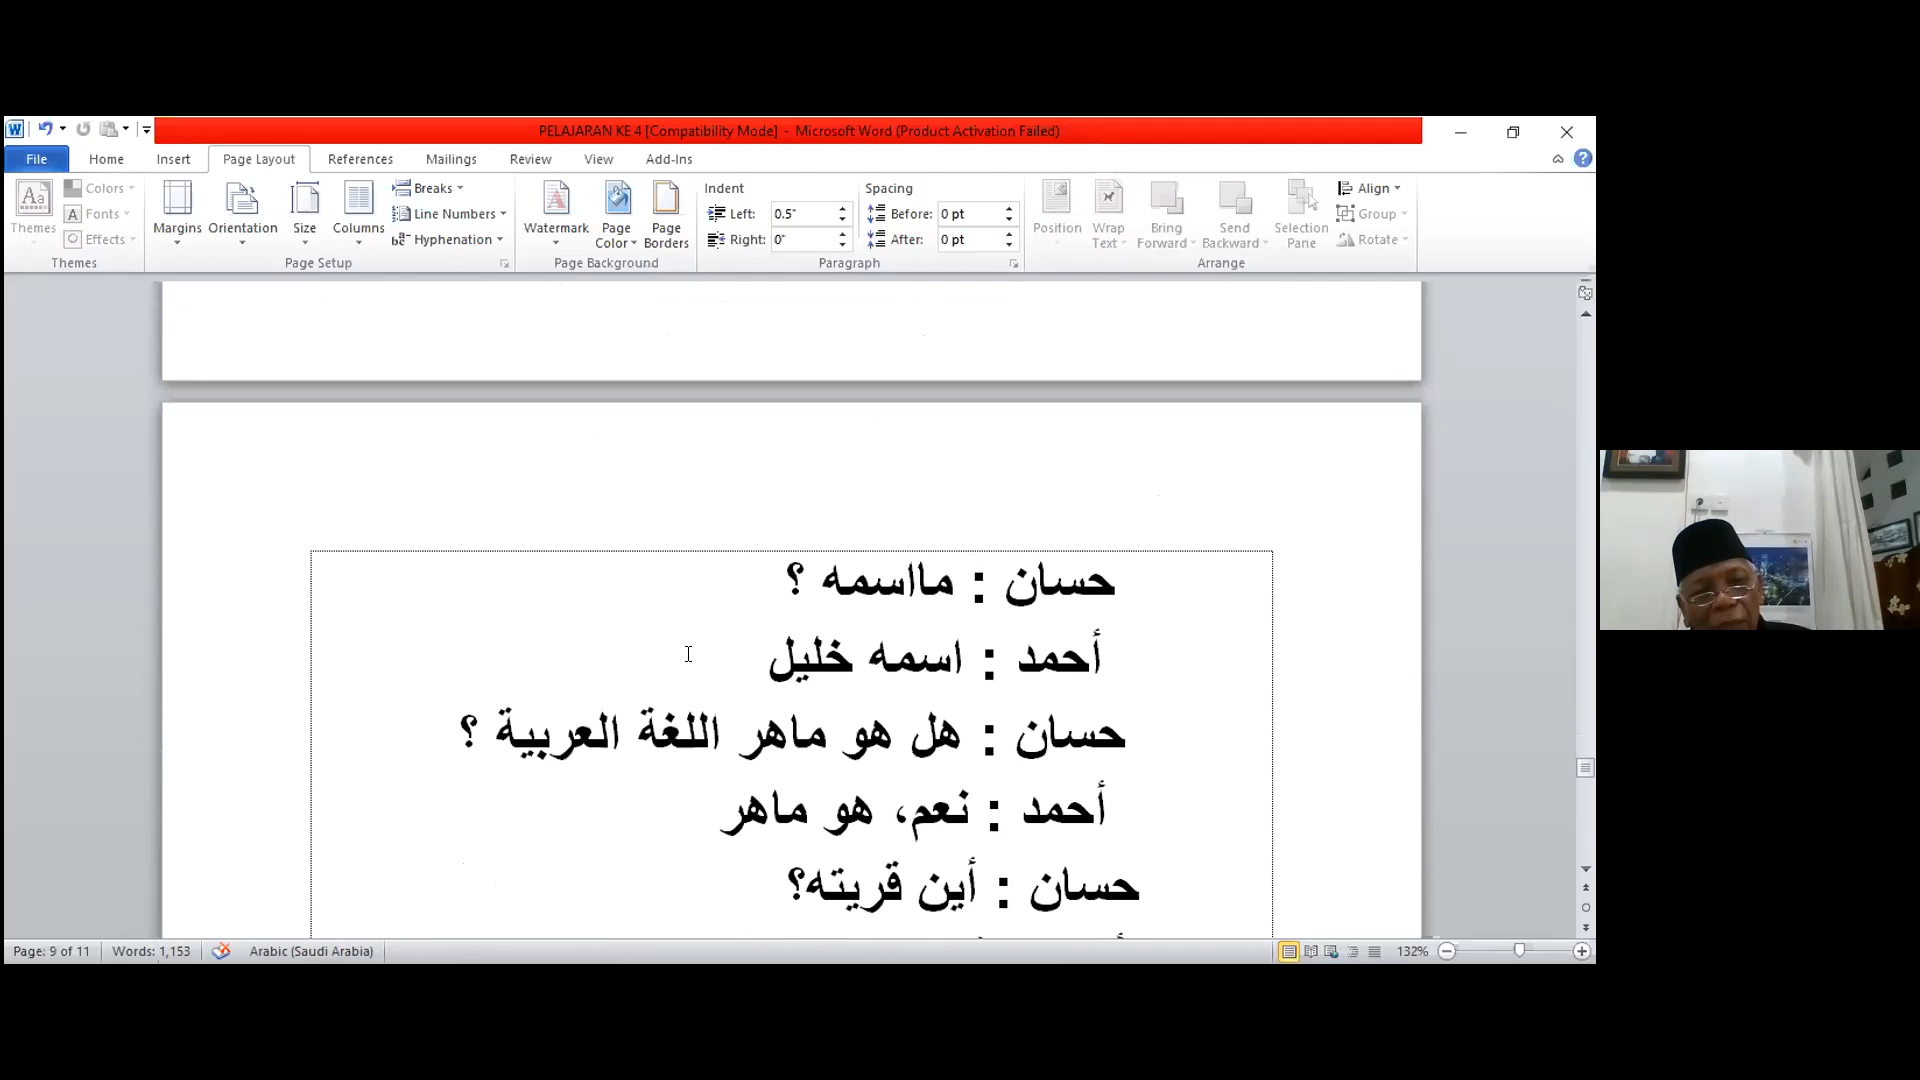 PELAJARAN KE 4 [Compatibility Mode] - Microsoft Word (Product Activation Failed)
File Home Insert Page Layout References Mailings Review View Add-Ins
Colors Breaks Indent Spacing Align
Fonts Line Numbers Left: 0.5" Before: 0 pt Group
Themes Effects Margins Orientation Size Columns Hyphenation Watermark Page Color Page Borders Right: 0" After: 0 pt Position Wrap Text Bring Forward Send Backward Selection Pane Rotate
Themes Page Setup Page Background Paragraph Arrange
حسان : مااسمه ؟
أحمد : اسمه خليل
حسان : هل هو ماهر اللغة العربية ؟
أحمد : نعم، هو ماهر
حسان : أين قريته؟
Page: 9 of 11 Words: 1,153 Arabic (Saudi Arabia) 132%